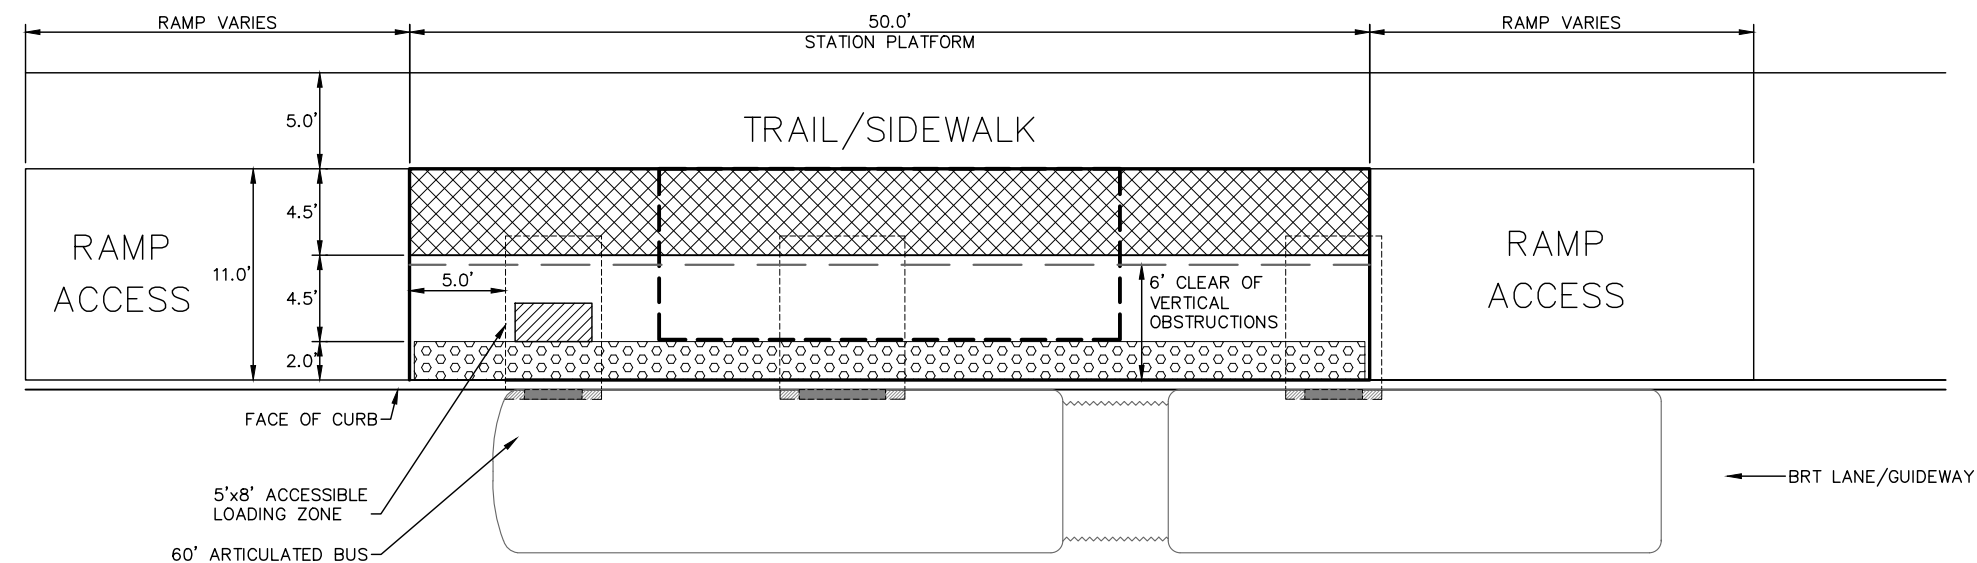 RAMP VARIES
50.0'
STATION PLATFORM
RAMP VARIES
5.0'
TRAIL/SIDEWALK
4.5'
RAMP
ACCESS
11.0'
4.5'
5.0'
6' CLEAR OF
VERTICAL
OBSTRUCTIONS
RAMP
ACCESS
2.0'
FACE OF CURB
5'x8' ACCESSIBLE
LOADING ZONE
60' ARTICULATED BUS
BRT LANE/GUIDEWAY